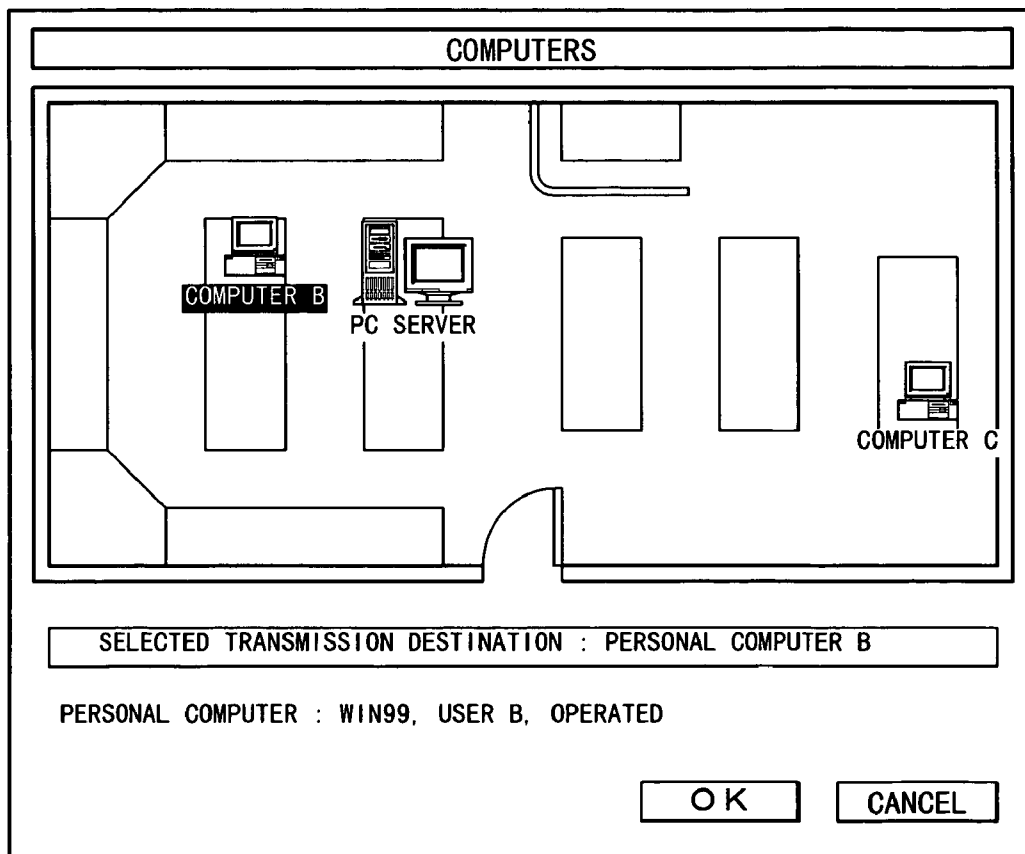 COMPUTERS
COMPUTER B
PC SERVER
COMPUTER C
SELECTED TRANSMISSION DESTINATION : PERSONAL COMPUTER B
PERSONAL COMPUTER : WIN99, USER B, OPERATED
OK
CANCEL